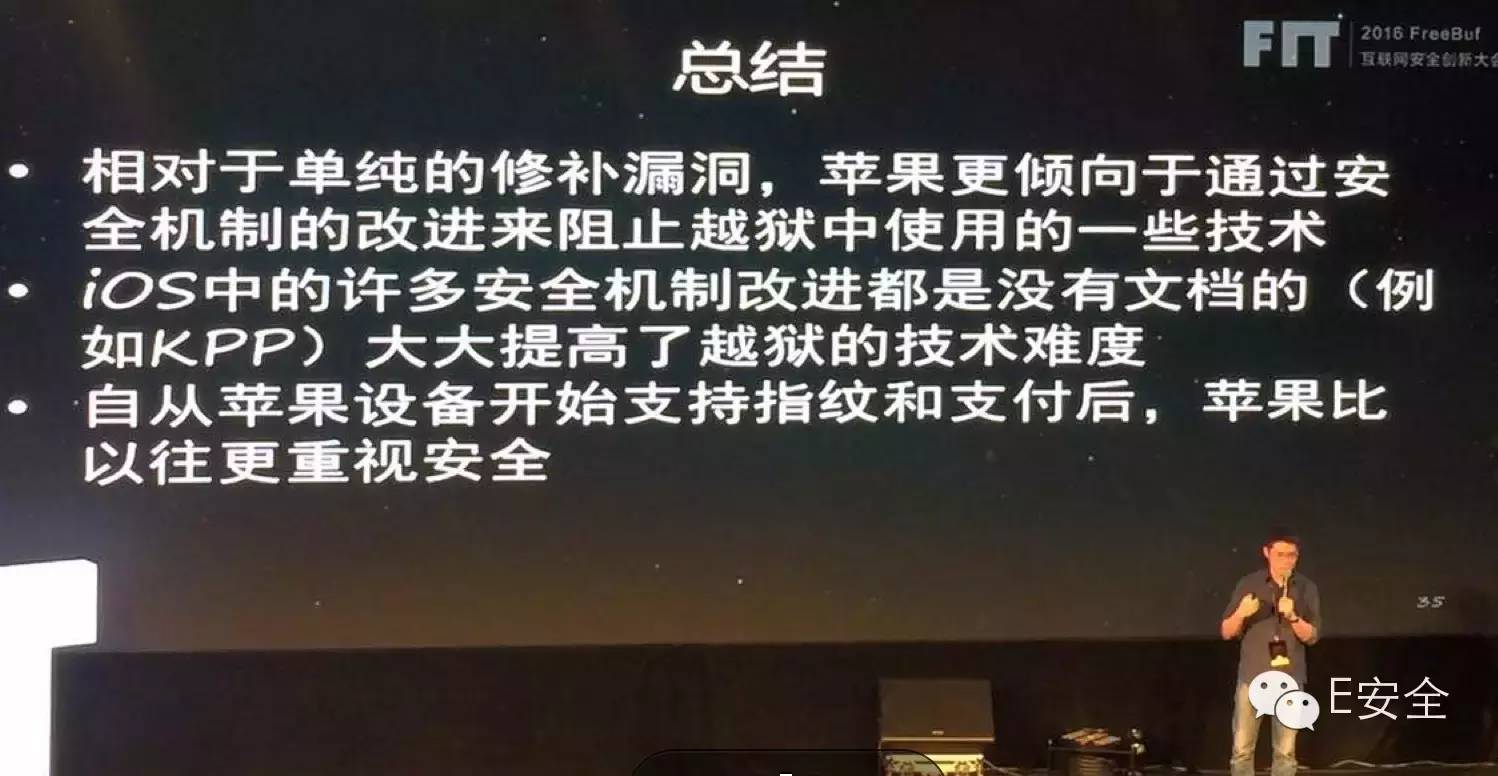 FIT
2016 FreeBuf
互联网安全创新大会
总结
• 相对于单纯的修补漏洞，苹果更倾向于通过安
全机制的改进来阻止越狱中使用的一些技术
• iOS中的许多安全机制改进都是没有文档的（例
如KPP）大大提高了越狱的技术难度
• 自从苹果设备开始支持指纹和支付后，苹果比
以往更重视安全
35
E安全